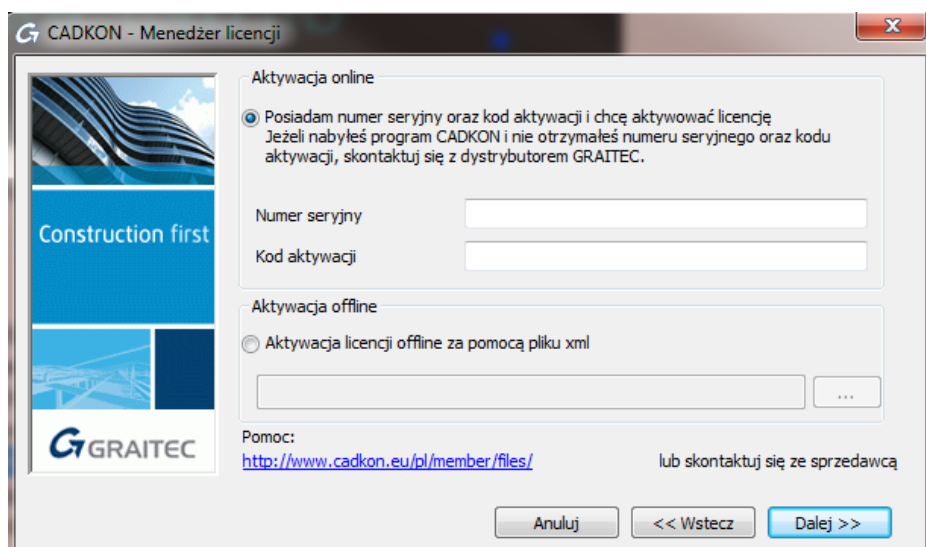 CADKON - Menedżer licencji
Aktywacja online
Posiadam numer seryjny oraz kod aktywacji i chcę aktywować licencję
Jeżeli nabyłeś program CADKON i nie otrzymałeś numeru seryjnego oraz kodu
aktywacji, skontaktuj się z dystrybutorem GRAITEC.
Construction first
Numer seryjny
Kod aktywacji
Aktywacja offline
Aktywacja licencji offline za pomocą pliku xml
...
GRAITEC
Pomoc:
http://www.cadkon.eu/pl/member/files/ lub skontaktuj się ze sprzedawcą
Anuluj << Wstecz Dalej >>